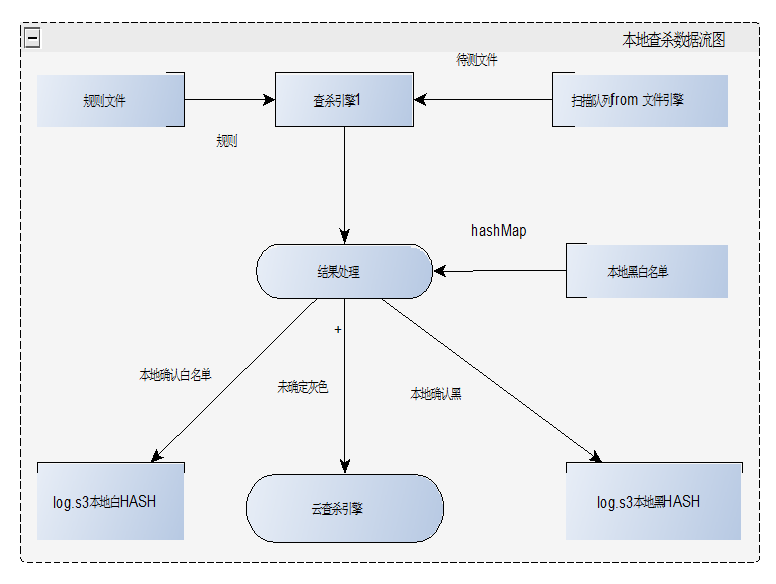 本地查杀数据流图
待测文件
规则文件
查杀引擎1
扫描队列from 文件引擎
规则
hashMap
结果处理
本地黑白名单
+
本地确认白名单
未确定灰色
本地确认黑
log.s3本地白HASH
云查杀引擎
log.s3本地黑HASH